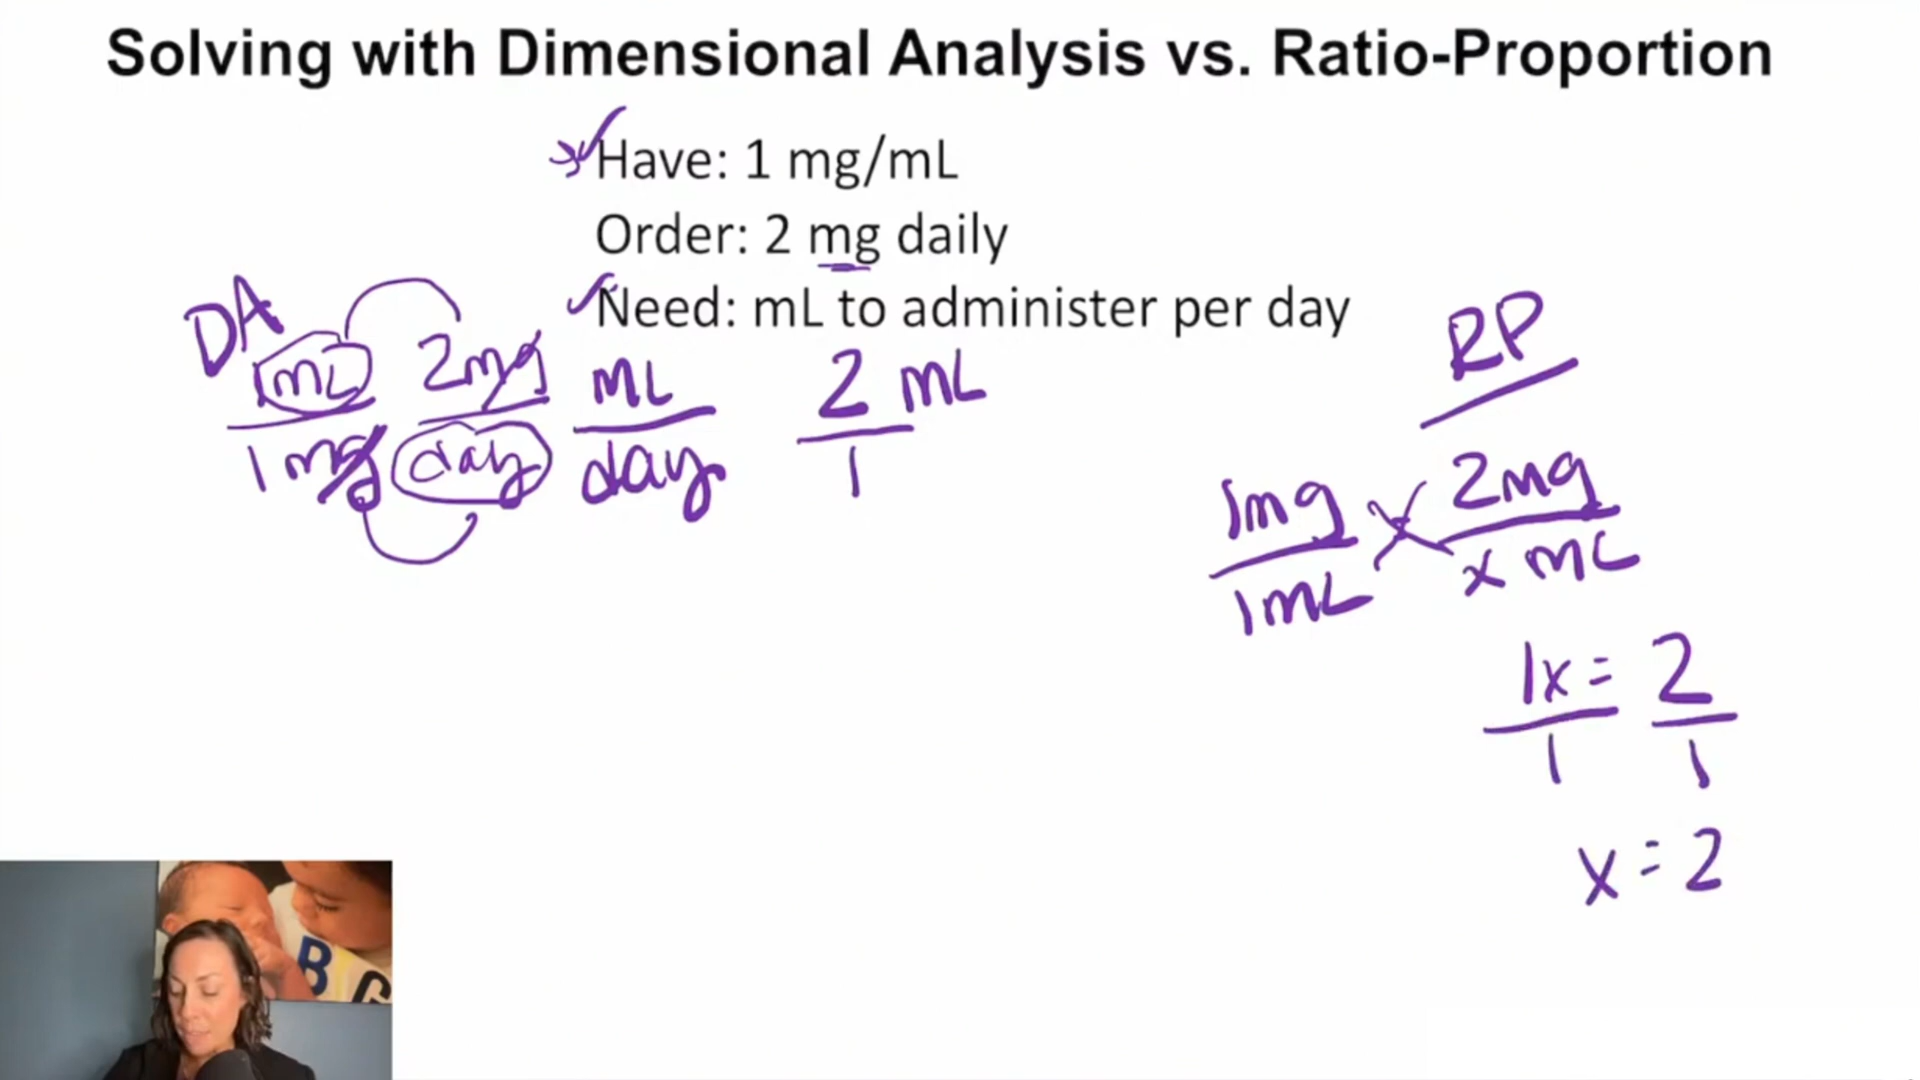 Solving with Dimensional Analysis vs. Ratio-Proportion
Have: 1 mg/mL
Order: 2 mg daily
Need: mL to administer per day
DA
1mL 2mg mL 2 mL
1mg day day 1
RP
1mg x 2mg
1mL x mL
1x = 2
1 1
x = 2
B C